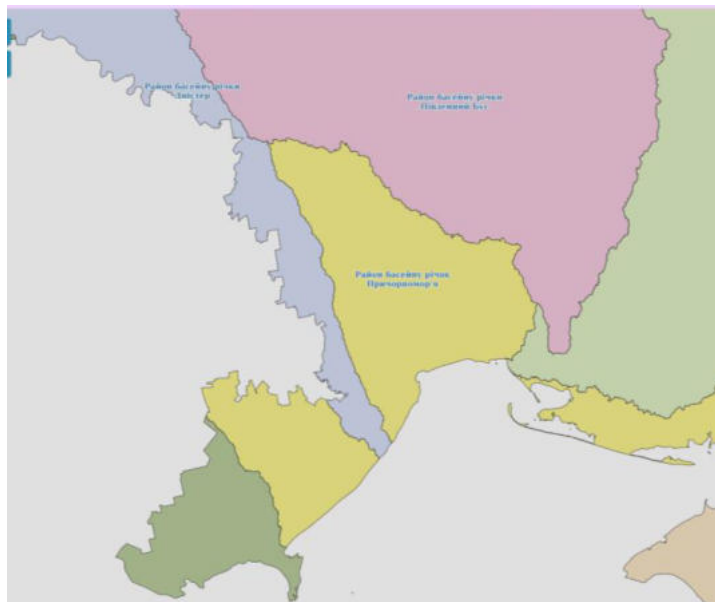 Район басейну річки
Дністер
Район басейну річки
Південний Буг
Район басейну річок
Причорномор'я